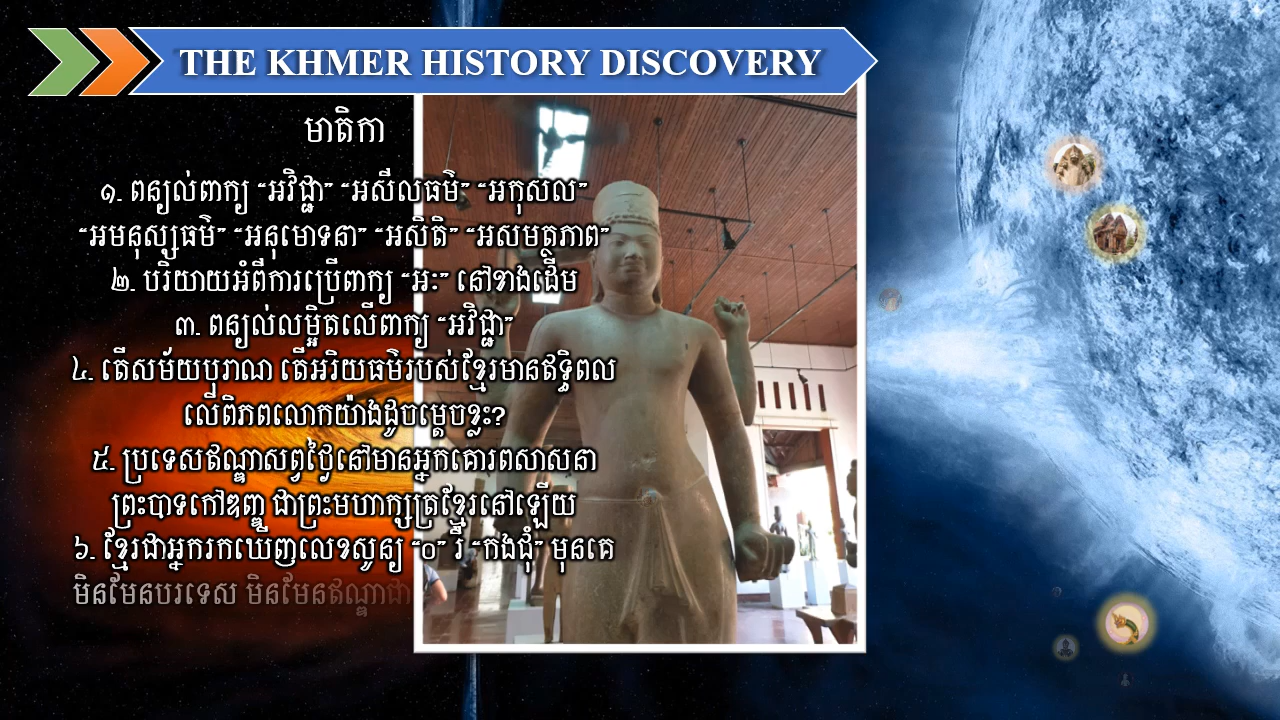 THE KHMER HISTORY DISCOVERY
មាតិកា
១. ពន្យល់ពាក្យ “អវិជ្ជា” “អសីលធម៌” “អកុសល”
“អមនុស្សធម៌” “អនុមោទនា” “អសិតិ” “អសមត្ថភាព”
២. បរិយាយអំពីការប្រើពាក្យ “អៈ” នៅខាងដើម
៣. ពន្យល់លម្អិតលើពាក្យ “អវិជ្ជា”
៤. តើសម័យបុរាណ តើអរិយធម៌របស់ខ្មែរមានឥទ្ធិពល
លើពិភពលោកយ៉ាងដូចម្តេចខ្លះ?
៥. ប្រទេសឥណ្ឌាសព្វថ្ងៃនៅមានអ្នកគោរពសាសនា
ព្រះបាទកៅឌញ្ញ ជាព្រះមហាក្សត្រខ្មែរនៅឡើយ
៦. ខ្មែរជាអ្នករកឃើញលេខសូន្យ “០” រឺ “កងជុំ” មុនគេ
មិនមែនបរទេស មិនមែនឥណ្ឌាជា